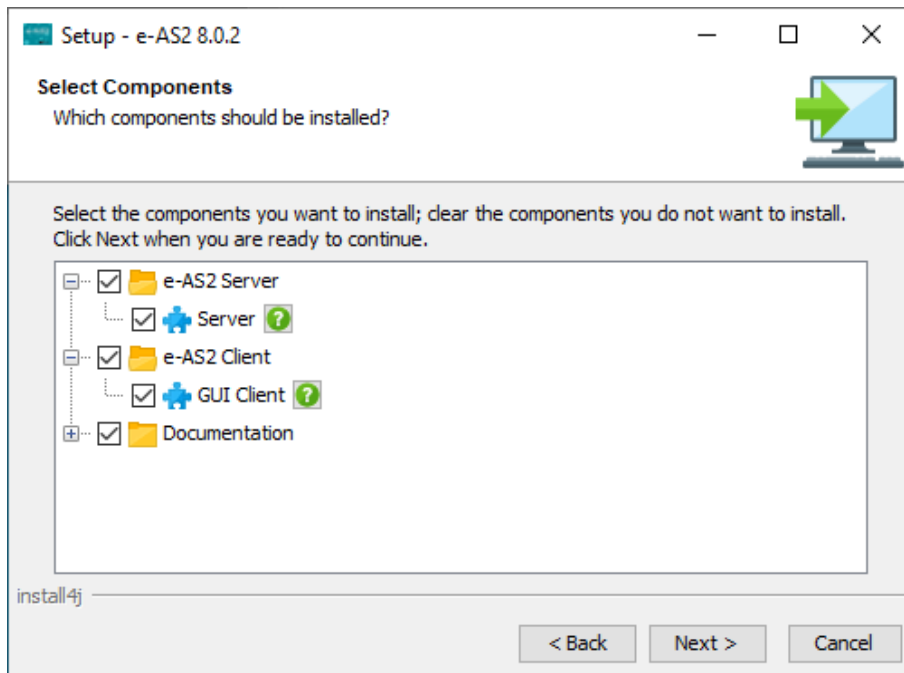 Setup - e-AS2 8.0.2
Select Components
Which components should be installed?
Select the components you want to install; clear the components you do not want to install.
Click Next when you are ready to continue.
e-AS2 Server
Server ?
e-AS2 Client
GUI Client ?
Documentation
install4j
< Back Next > Cancel